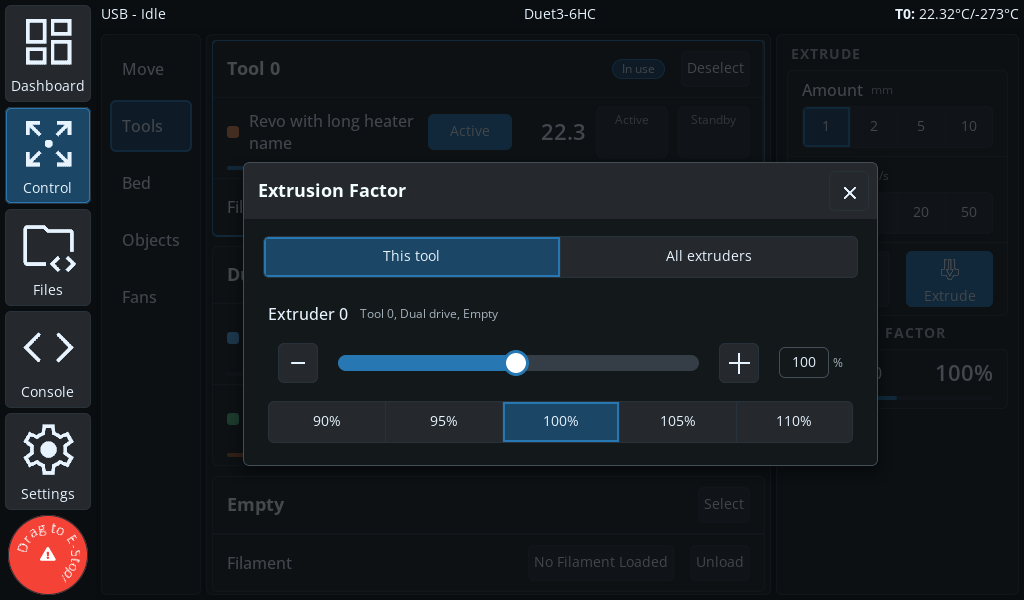 USB - Idle
Duet3-6HC
T0: 22.32°C/-273°C
Dashboard
Control
Files
Console
Settings
Drag to E-Stop!
Move
Tools
Bed
Objects
Fans
Tool 0
In use
Deselect
Revo with long heater name
Active
22.3
Active
Standby
EXTRUDE
Amount mm
1
2
5
10
/s
20
50
Extrude
FACTOR
100%
Extrusion Factor
This tool
All extruders
Extruder 0 Tool 0, Dual drive, Empty
100 %
90%
95%
100%
105%
110%
Empty
Select
Filament
No Filament Loaded
Unload